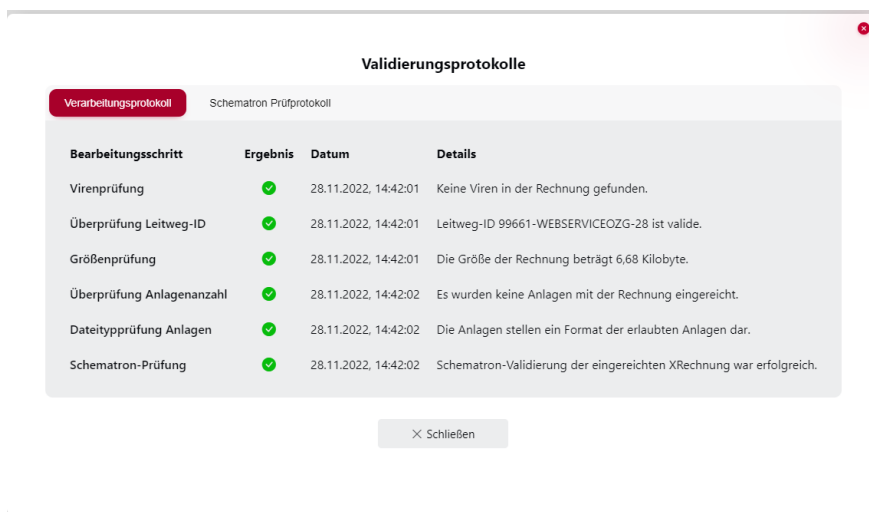 Validierungsprotokolle
Verarbeitungsprotokoll Schematron Prüfprotokoll
Bearbeitungsschritt Ergebnis Datum Details
Virenprüfung 28.11.2022, 14:42:01 Keine Viren in der Rechnung gefunden.
Überprüfung Leitweg-ID 28.11.2022, 14:42:01 Leitweg-ID 99661-WEBSERVICEOZG-28 ist valide.
Größenprüfung 28.11.2022, 14:42:01 Die Größe der Rechnung beträgt 6,68 Kilobyte.
Überprüfung Anlagenanzahl 28.11.2022, 14:42:02 Es wurden keine Anlagen mit der Rechnung eingereicht.
Dateitypprüfung Anlagen 28.11.2022, 14:42:02 Die Anlagen stellen ein Format der erlaubten Anlagen dar.
Schematron-Prüfung 28.11.2022, 14:42:02 Schematron-Validierung der eingereichten XRechnung war erfolgreich.
Schließen